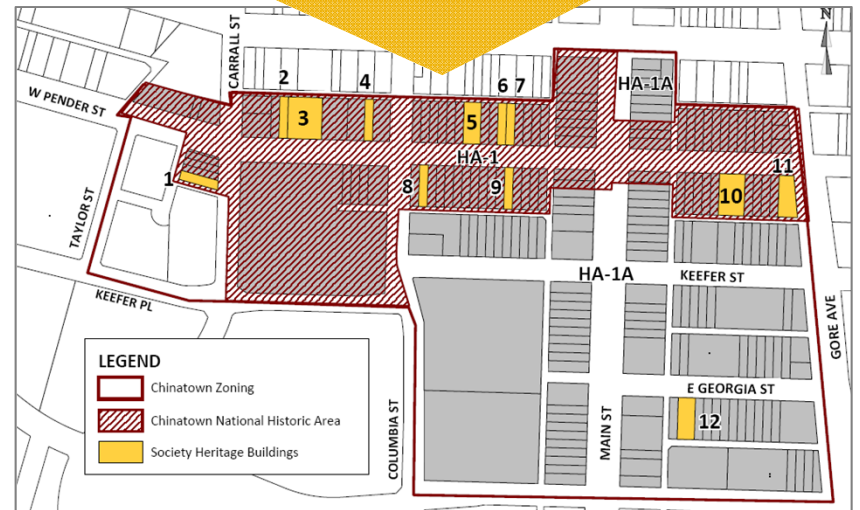 CARRALL ST
N
W PENDER ST
2
4
6 7
HA-1A
3
5
HA-1
1
8
9
10
11
TAYLOR ST
HA-1A
KEEFER ST
KEEFER PL
GORE AVE
LEGEND
Chinatown Zoning
Chinatown National Historic Area
Society Heritage Buildings
COLUMBIA ST
MAIN ST
E GEORGIA ST
12